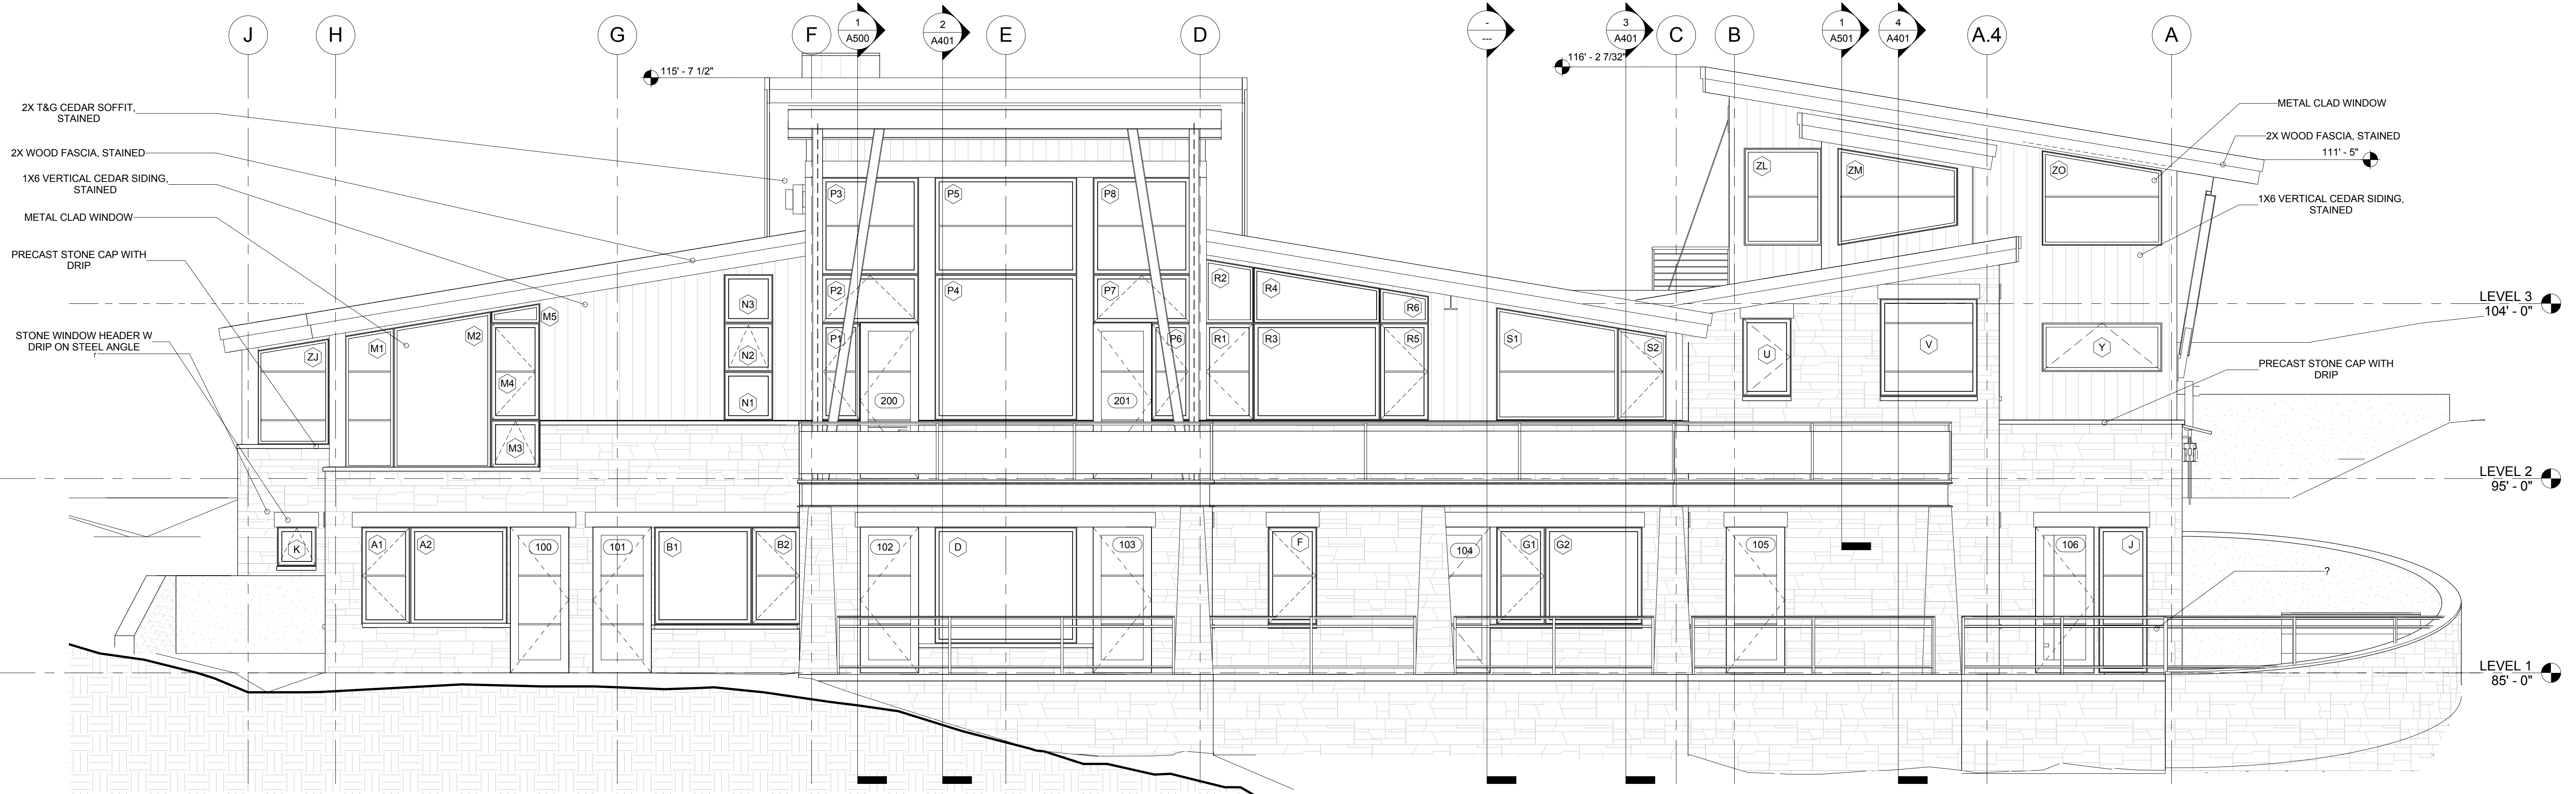 J
H
G
F
1
A500
2
A401
E
D
-
---
3
A401
C
B
1
A501
4
A401
A.4
A
115' - 7 1/2"
116' - 2 7/32"
2X T&G CEDAR SOFFIT,
STAINED
2X WOOD FASCIA, STAINED
1X6 VERTICAL CEDAR SIDING,
STAINED
METAL CLAD WINDOW
PRECAST STONE CAP WITH
DRIP
STONE WINDOW HEADER W
DRIP ON STEEL ANGLE
METAL CLAD WINDOW
2X WOOD FASCIA, STAINED
111' - 5"
1X6 VERTICAL CEDAR SIDING,
STAINED
LEVEL 3
104' - 0"
PRECAST STONE CAP WITH
DRIP
LEVEL 2
95' - 0"
?
LEVEL 1
85' - 0"
P3
P5
P8
ZL
ZM
ZO
P2
P4
P7
R2
R4
R6
N3
M5
ZJ
M1
M2
M4
M3
N2
N1
P1
200
201
P6
R1
R3
R5
S1
S2
U
V
Y
K
A1
A2
100
101
B1
B2
102
D
103
F
104
G1
G2
105
106
J